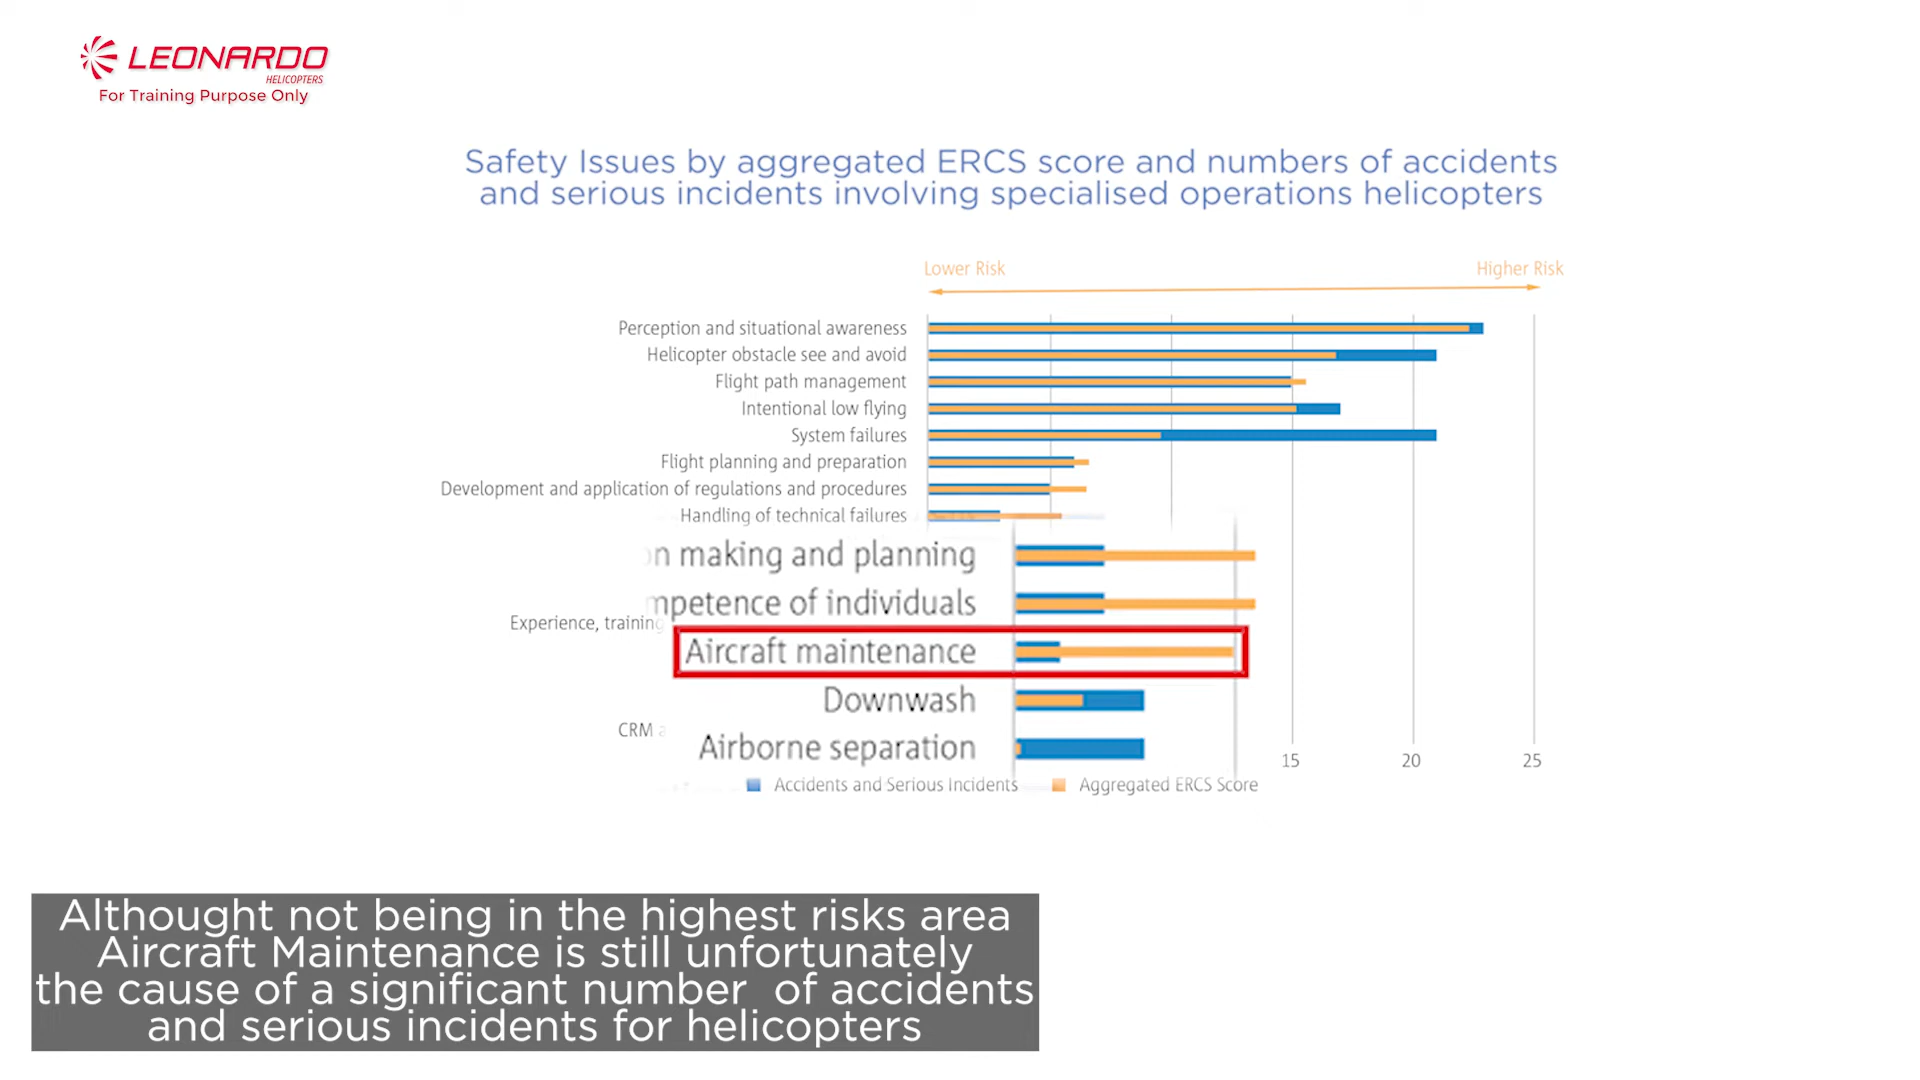 LEONARDO
HELICOPTERS
For Training Purpose Only
Safety Issues by aggregated ERCS score and numbers of accidents
and serious incidents involving specialised operations helicopters
Lower Risk Higher Risk
Perception and situational awareness
Helicopter obstacle see and avoid
Flight path management
Intentional low flying
System failures
Flight planning and preparation
Development and application of regulations and procedures
Handling of technical failures
on making and planning
mpetence of individuals
Experience, training
Aircraft maintenance
Downwash
CRM
Airborne separation
15 20 25
Accidents and Serious Incidents Aggregated ERCS Score
Althought not being in the highest risks area
Aircraft Maintenance is still unfortunately
the cause of a significant number of accidents
and serious incidents for helicopters